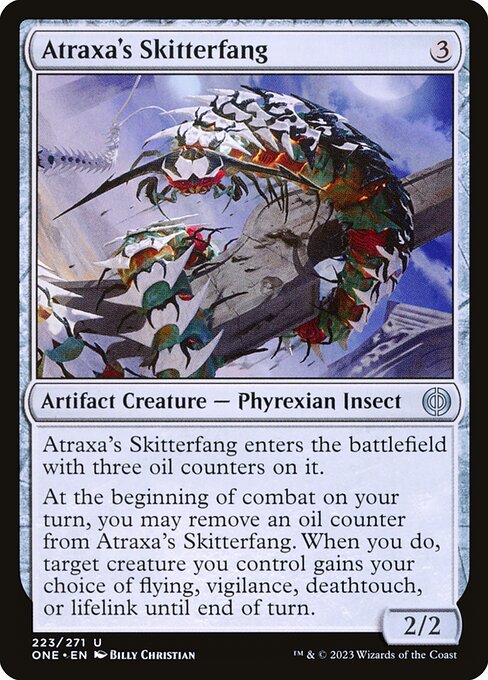 Atraxa's Skitterfang 3
Artifact Creature — Phyrexian Insect
Atraxa's Skitterfang enters the battlefield
with three oil counters on it.
At the beginning of combat on your
turn, you may remove an oil counter
from Atraxa's Skitterfang. When you do,
target creature you control gains your
choice of flying, vigilance, deathtouch,
or lifelink until end of turn.
2/2
223/271 U
ONE • EN Billy Christian ™ & © 2023 Wizards of the Coast